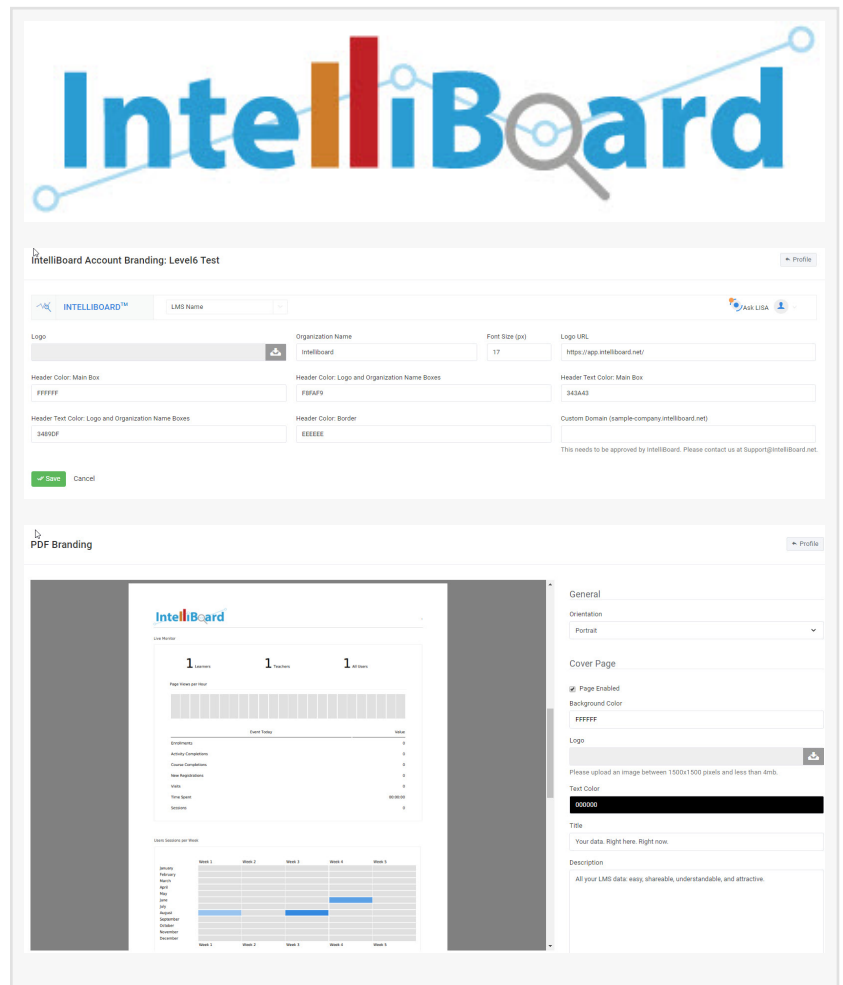 IntelliBoard
IntelliBoard Account Branding: Level6 Test
Profile
INTELLIBOARD™
LMS Name
Ask LISA
Logo
Organization Name
Font Size (px)
Logo URL
Intelliboard
17
https://app.intelliboard.net/
Header Color: Main Box
Header Color: Logo and Organization Name Boxes
Header Text Color: Main Box
FFFFFF
F8FAF9
343A43
Header Text Color: Logo and Organization Name Boxes
Header Color: Border
Custom Domain (sample-company.intelliboard.net)
3489DF
EEEEEE
This needs to be approved by IntelliBoard. Please contact us at Support@IntelliBoard.net.
Save
Cancel
PDF Branding
Profile
IntelliBoard
Live Monitor
1 Learners
1 Teachers
1 All Users
Page Views per Hour
Event Today
Value
Enrollments
0
Activity Completions
0
Course Completions
0
New Registrations
0
Visits
0
Time Spent
00:00:00
Sessions
0
Users Sessions per Week
Week 1 Week 2 Week 3 Week 4 Week 5
January
February
March
April
May
June
July
August
September
October
November
December
Week 1 Week 2 Week 3 Week 4 Week 5
General
Orientation
Portrait
Cover Page
Page Enabled
Background Color
FFFFFF
Logo
Please upload an image between 1500x1500 pixels and less than 4mb.
Text Color
000000
Title
Your data. Right here. Right now.
Description
All your LMS data: easy, shareable, understandable, and attractive.